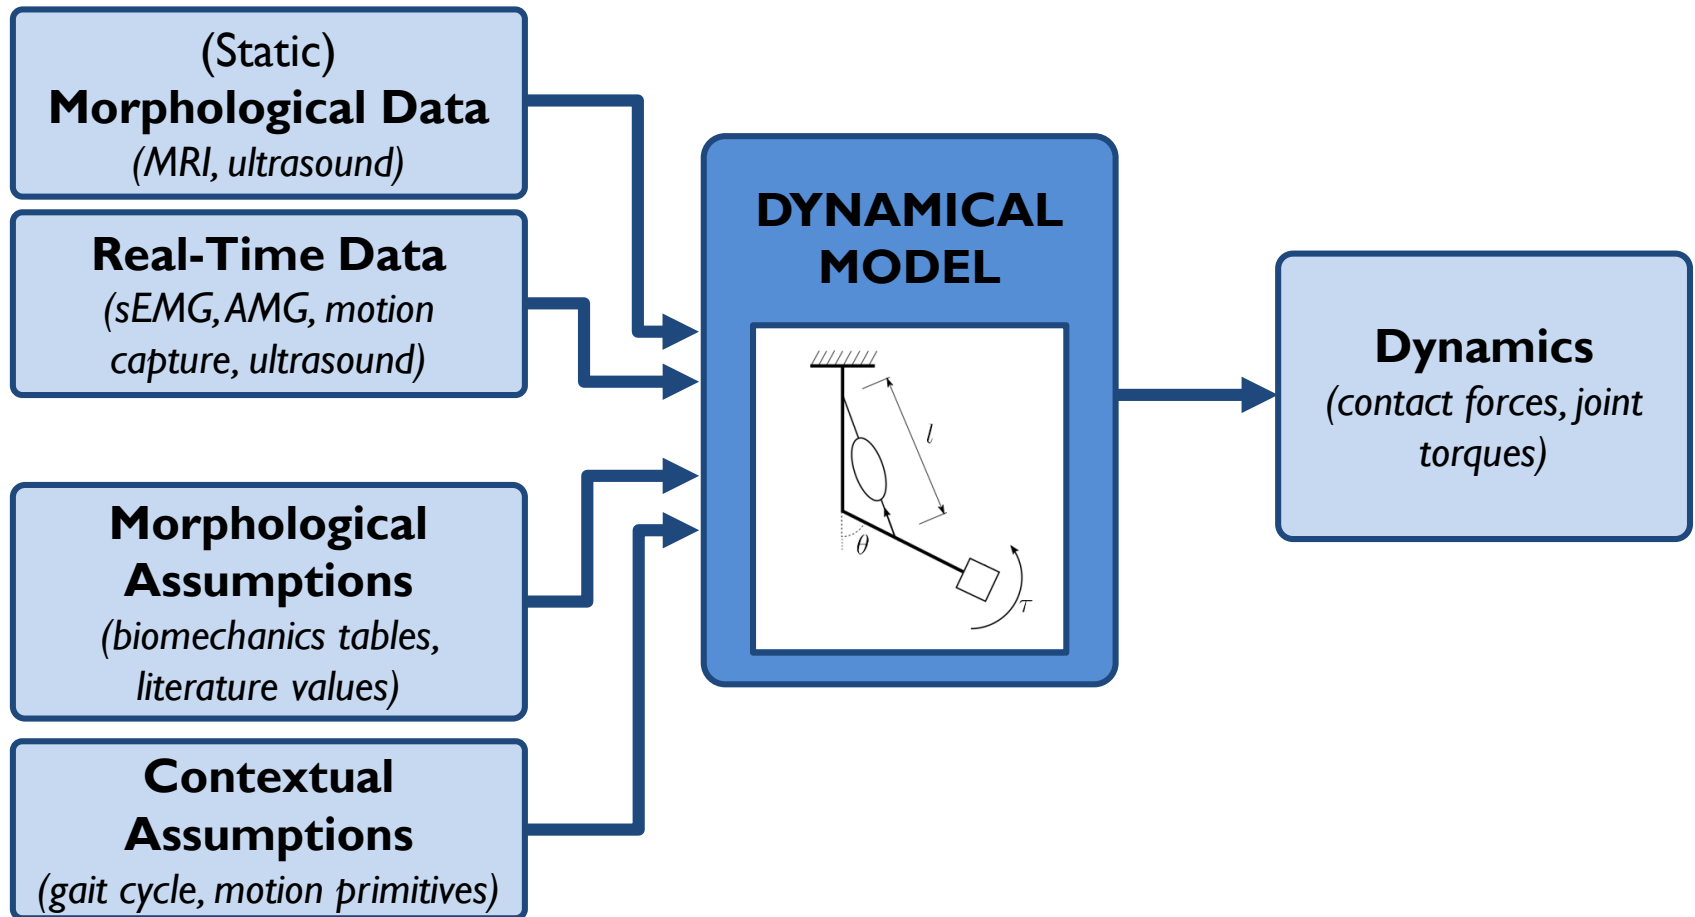 (Static)
Morphological Data
(MRI, ultrasound)
Real-Time Data
(sEMG, AMG, motion
capture, ultrasound)
Morphological
Assumptions
(biomechanics tables,
literature values)
Contextual
Assumptions
(gait cycle, motion primitives)
DYNAMICAL
MODEL
l
θ
τ
Dynamics
(contact forces, joint
torques)